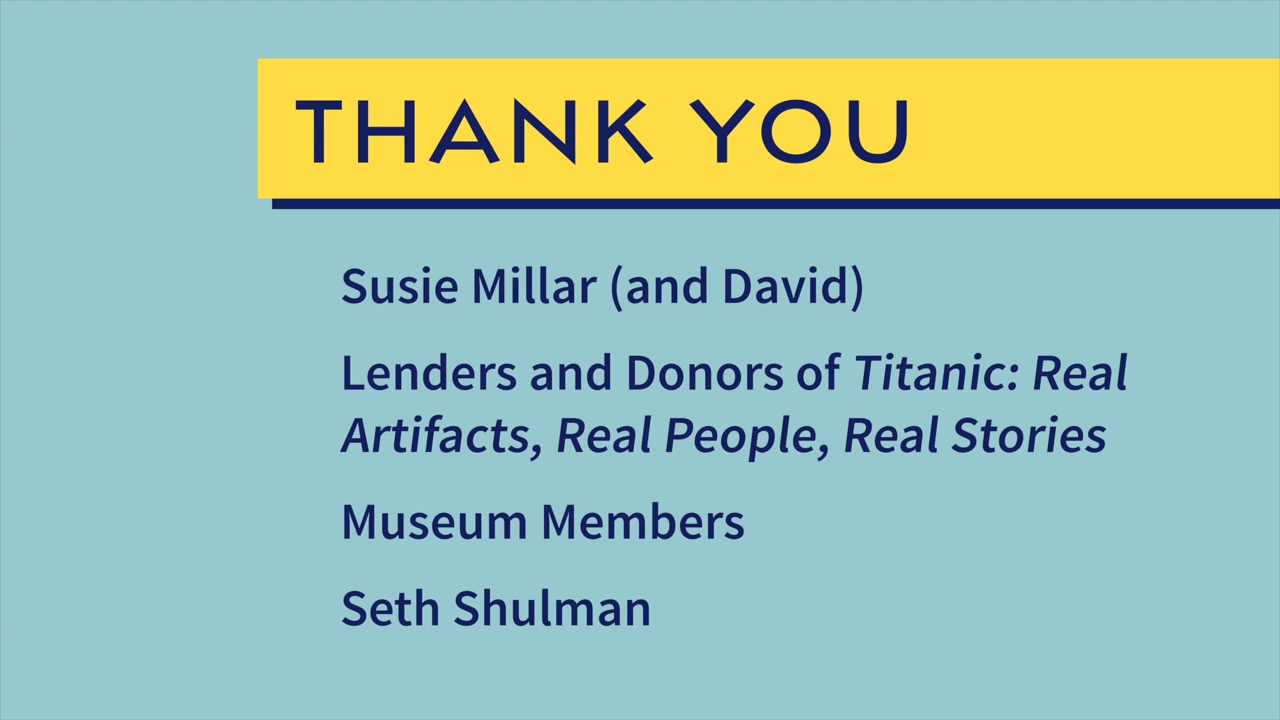 THANK YOU
Susie Millar (and David)
Lenders and Donors of Titanic: Real
Artifacts, Real People, Real Stories
Museum Members
Seth Shulman